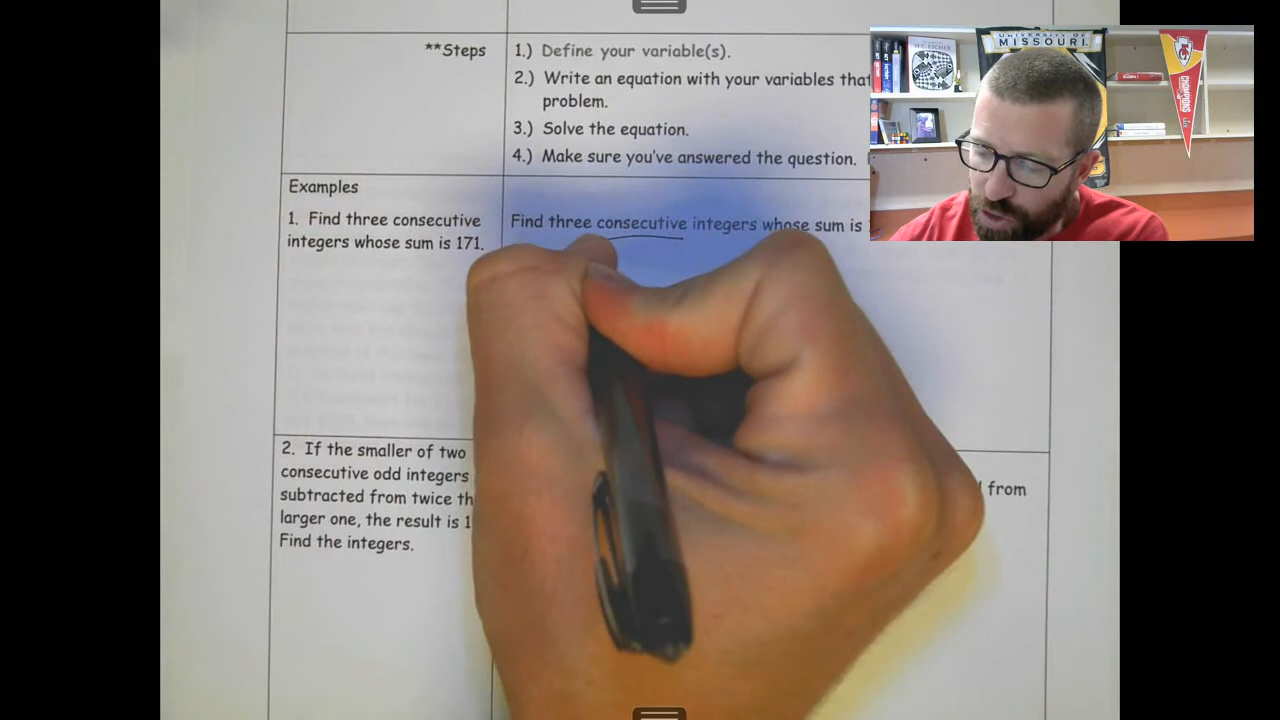 **Steps
1.) Define your variable(s).
2.) Write an equation with your variables that
problem.
3.) Solve the equation.
4.) Make sure you've answered the question.
Examples
1. Find three consecutive
integers whose sum is 171.
Find three consecutive integers whose sum is
2. If the smaller of two
consecutive odd integers
subtracted from twice th
larger one, the result is 1
Find the integers.
from
M.C. ESCHER
UNIVERSITY OF
MISSOURI
KC
CHAMPIONS